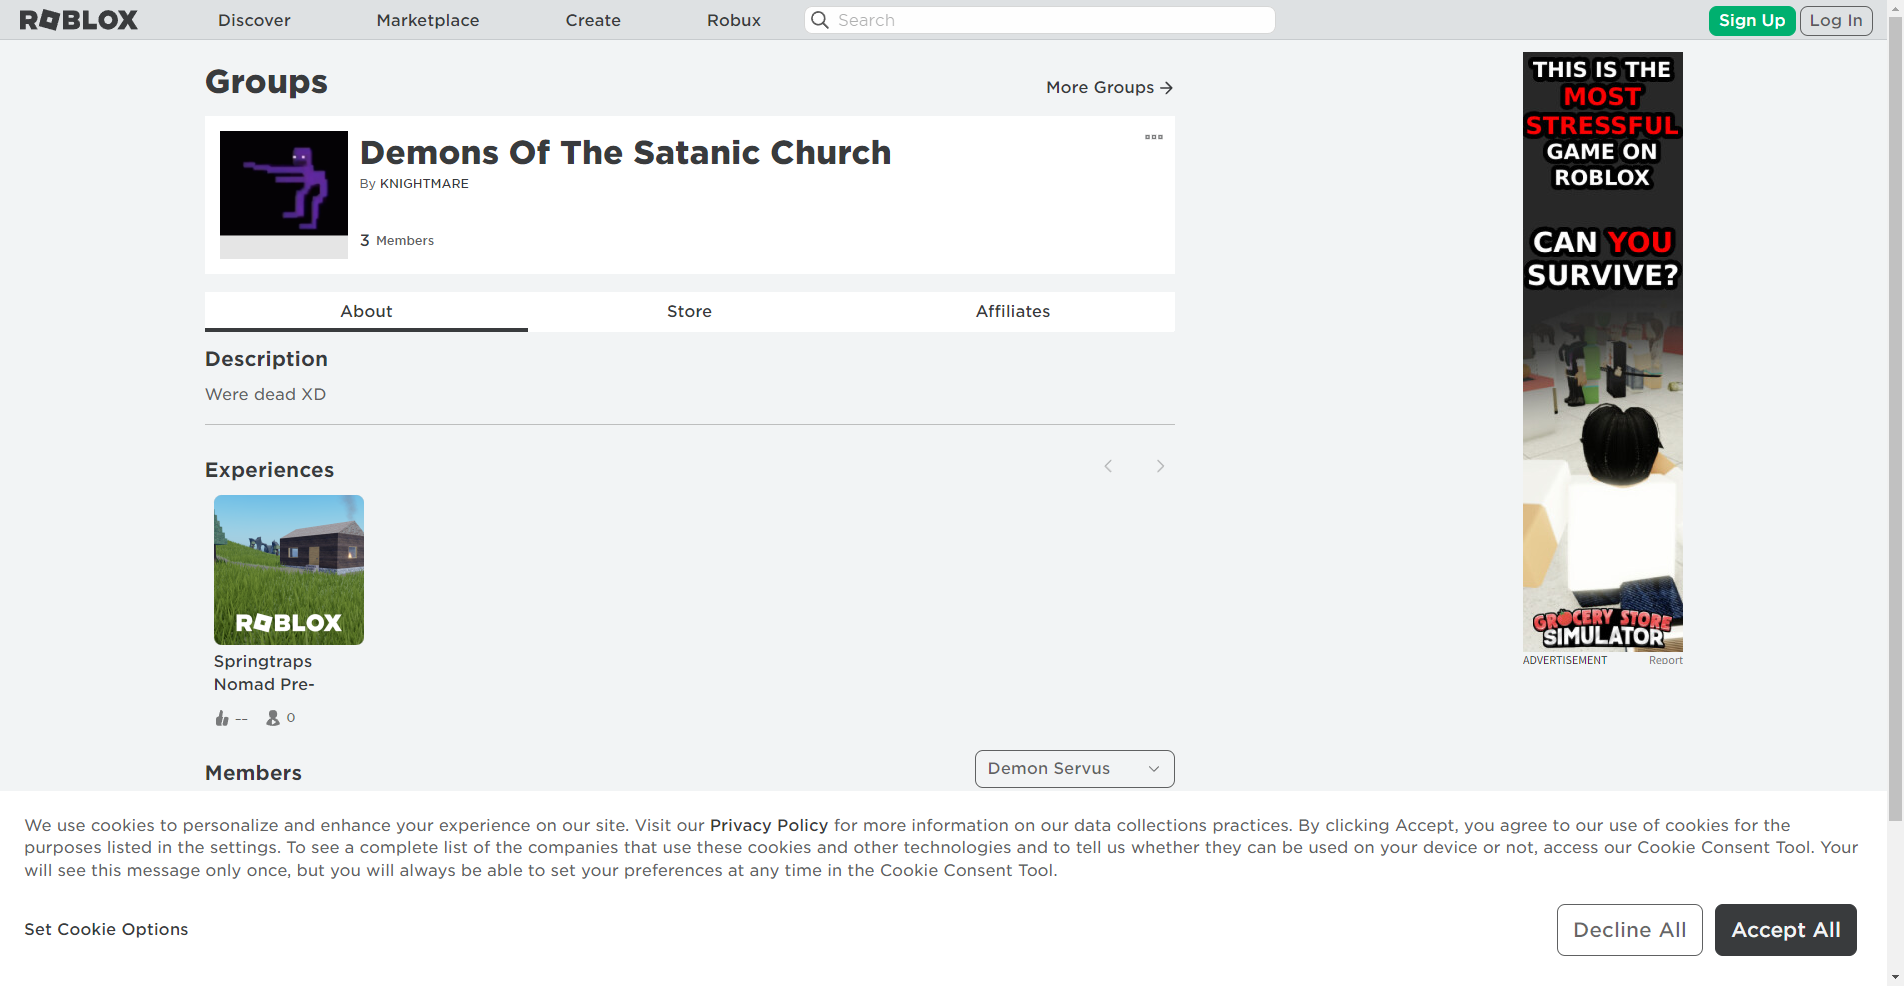 ROBLOX
Discover
Marketplace
Create
Robux
Search
Sign Up
Log In
Groups
More Groups
Demons Of The Satanic Church
By KNIGHTMARE
3 Members
About
Store
Affiliates
Description
Were dead XD
Experiences
ROBLOX
Springtraps
Nomad Pre-
--
0
Members
Demon Servus
THIS IS THE
MOST
STRESSFUL
GAME ON
ROBLOX
CAN YOU
SURVIVE?
GROCERY STORE
SIMULATOR
ADVERTISEMENT
Report
We use cookies to personalize and enhance your experience on our site. Visit our Privacy Policy for more information on our data collections practices. By clicking Accept, you agree to our use of cookies for the
purposes listed in the settings. To see a complete list of the companies that use these cookies and other technologies and to tell us whether they can be used on your device or not, access our Cookie Consent Tool. Your
will see this message only once, but you will always be able to set your preferences at any time in the Cookie Consent Tool.
Set Cookie Options
Decline All
Accept All